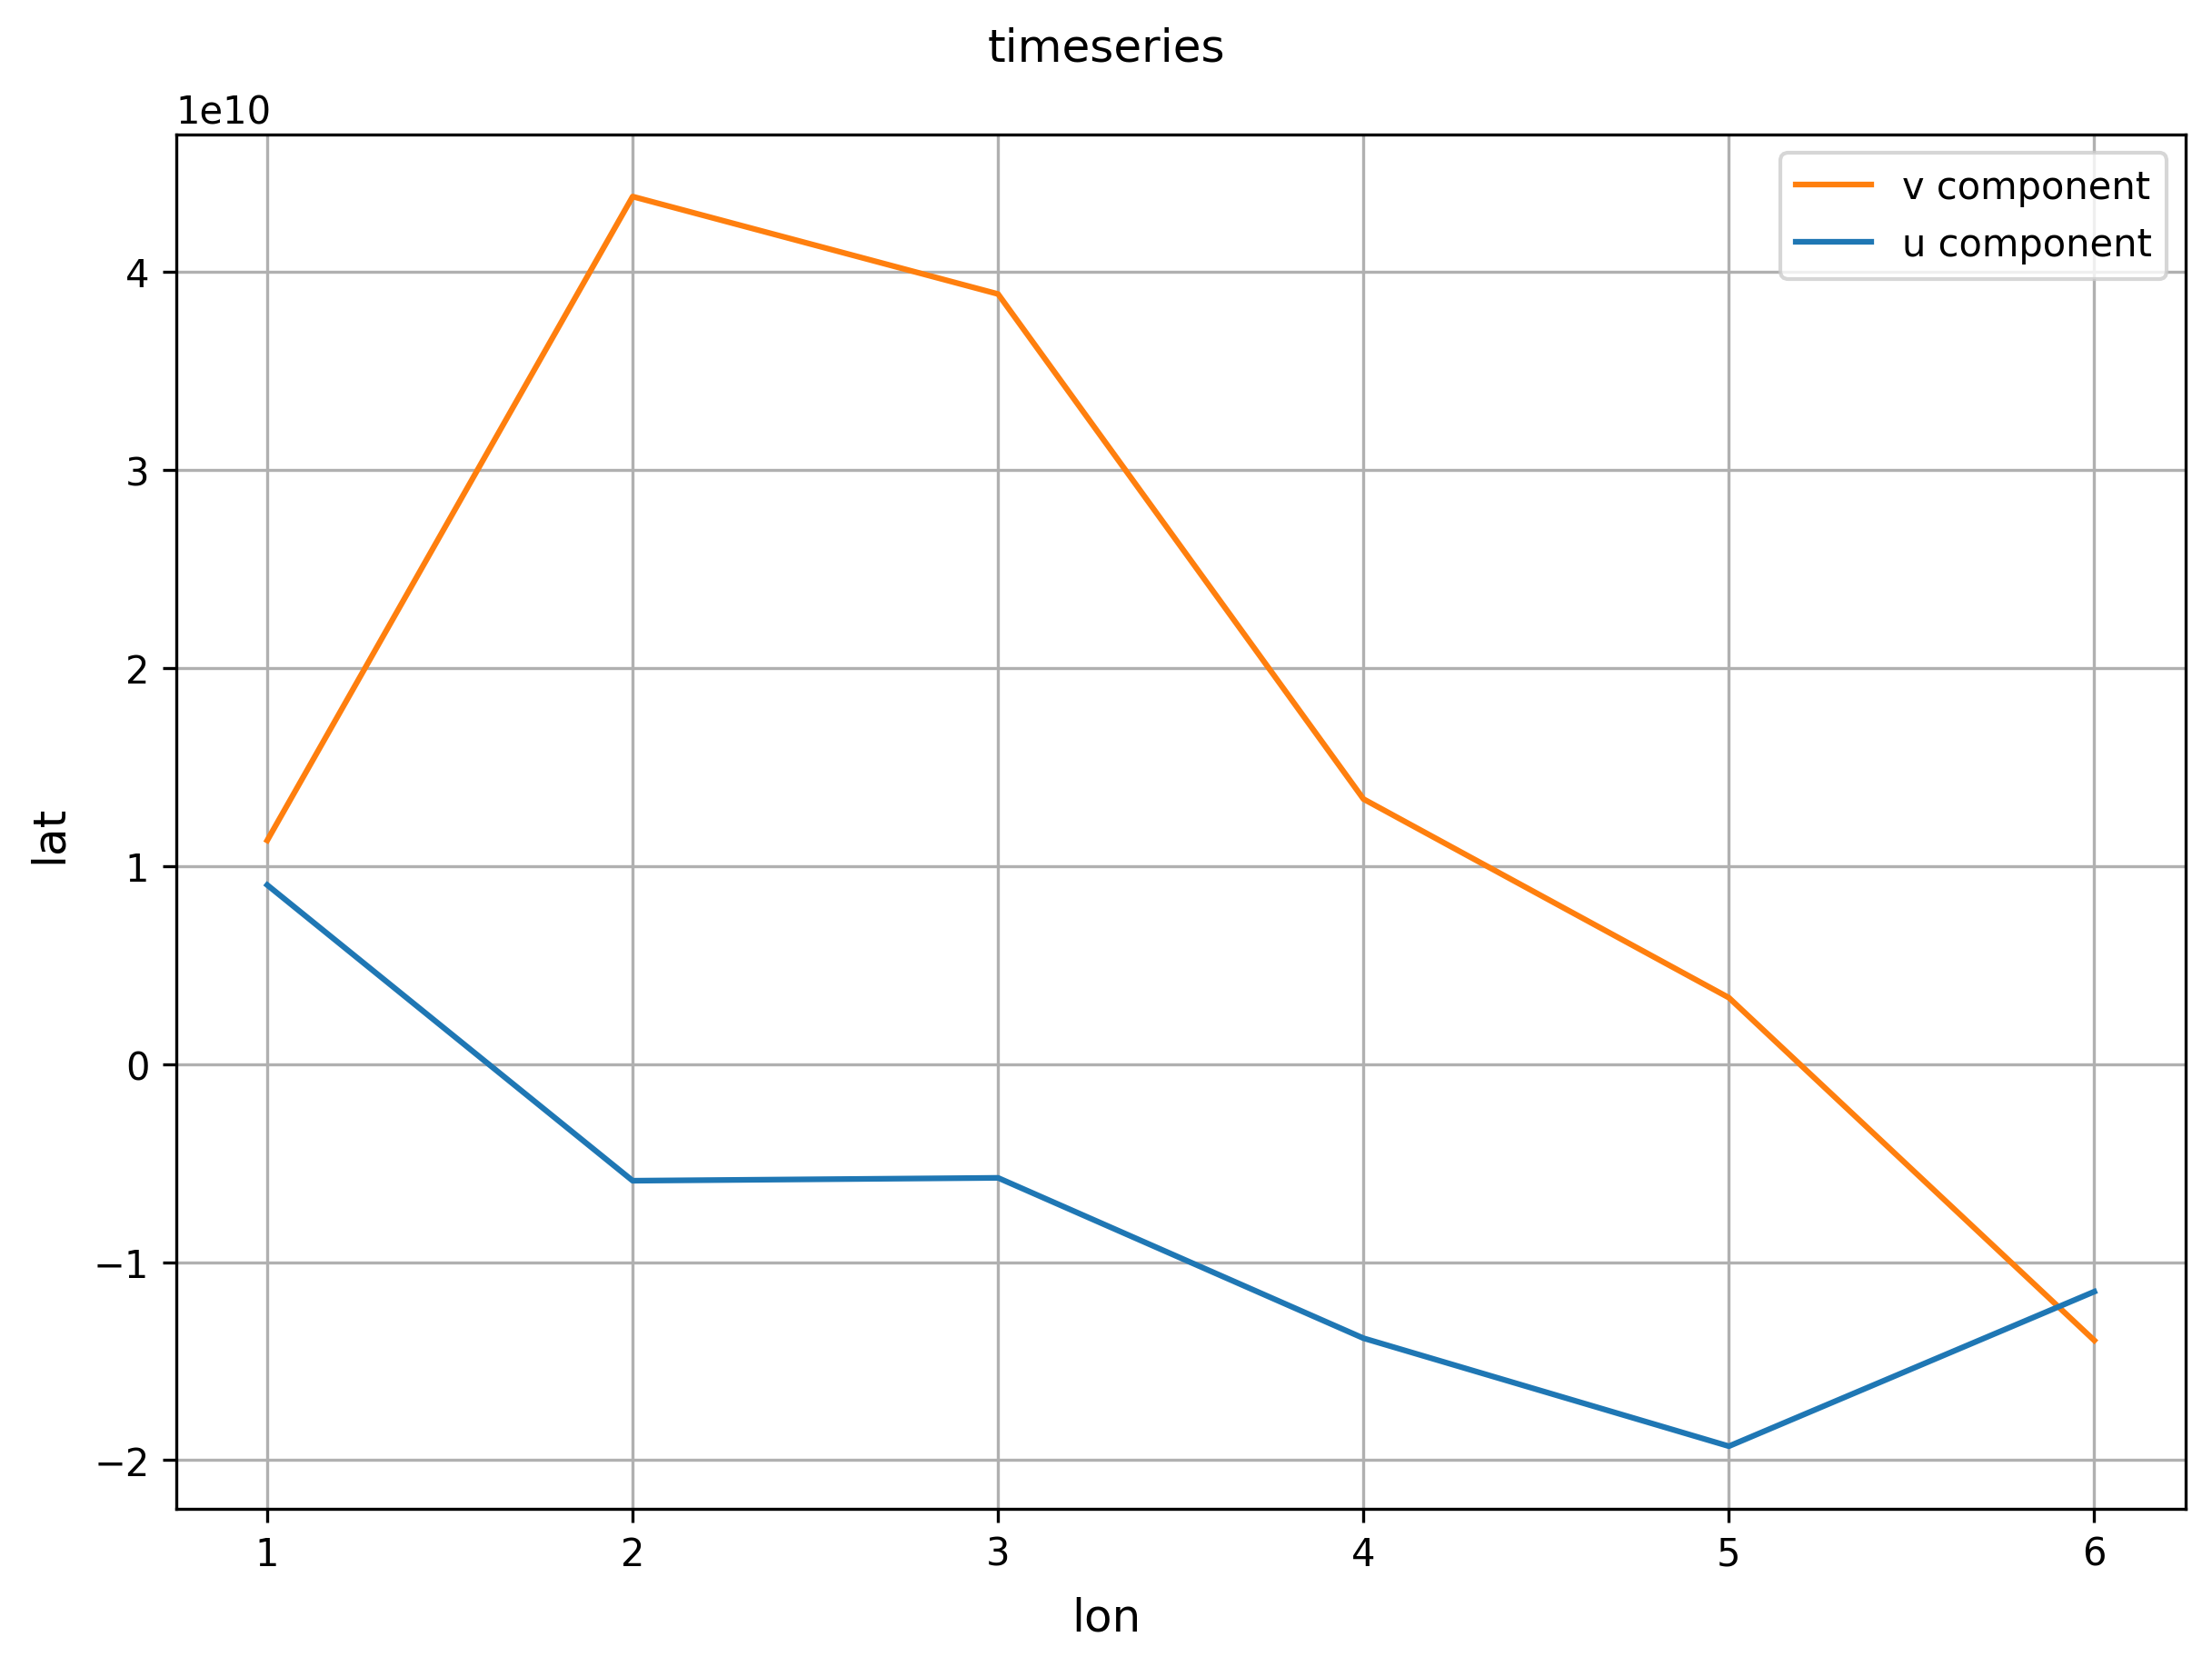 timeseries
1e10
v component
u component
4
3
2
1
0
−1
−2
lat
1 2 3 4 5 6
lon